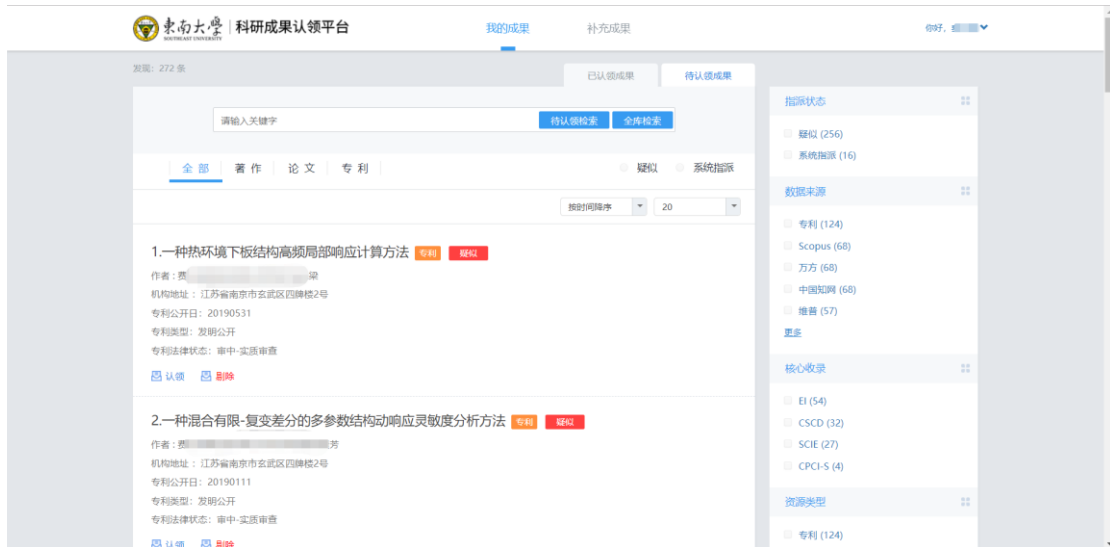 東南大學 科研成果认领平台
SOUTHEAST UNIVERSITY
我的成果 补充成果
你好，
发现：272 条
已认领成果 待认领成果
请输入关键字 待认领检索 全库检索
全部 著作 论文 专利 疑似 系统指派
按时间降序 20
1.一种热环境下板结构高频局部响应计算方法 专利 疑似
作者：费 梁
机构地址：江苏省南京市玄武区四牌楼2号
专利公开日：20190531
专利类型：发明公开
专利法律状态：审中-实质审查
认领 删除
2.一种混合有限-复变差分的多参数结构动响应灵敏度分析方法 专利 疑似
作者：费 芳
机构地址：江苏省南京市玄武区四牌楼2号
专利公开日：20190111
专利类型：发明公开
专利法律状态：审中-实质审查
认领 删除
指派状态
疑似 (256)
系统指派 (16)
数据来源
专利 (124)
Scopus (68)
万方 (68)
中国知网 (68)
维普 (57)
更多
核心收录
EI (54)
CSCD (32)
SCIE (27)
CPCI-S (4)
资源类型
专利 (124)